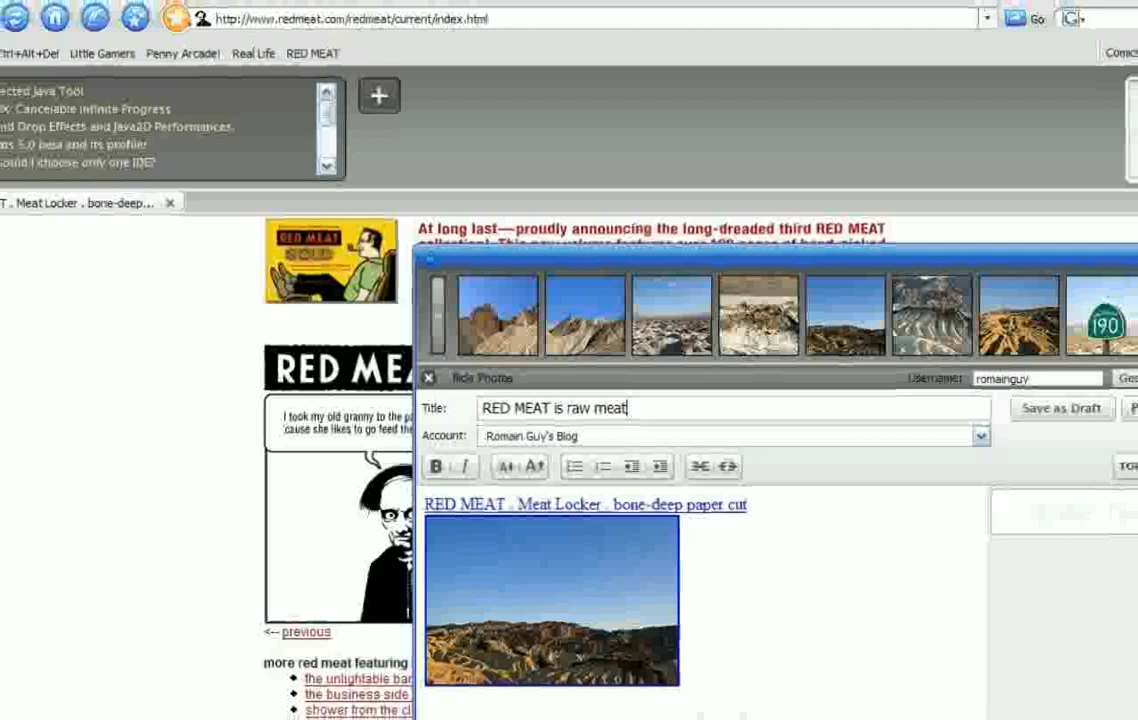 http://www.redmeat.com/redmeat/current/index.html
Go
Ctrl+Alt+Del Little Gamers Penny Arcade! Real Life RED MEAT
Comics
ected Java Tool
X: Cancelable Infinite Progress
nd Drop Effects and Java2D Performances.
ns 5.0 beta and its profiler
ould I choose only one IDE?
T . Meat Locker . bone-deep...
At long last—proudly announcing the long-dreaded third RED MEAT
RED MEAT
GOLD
190
flickr Photos
Username: romainguy
Title: RED MEAT is raw meat
Save as Draft
Account: Romain Guy's Blog
B I
RED MEAT . Meat Locker . bone-deep paper cut
RED MEA
I took my old granny to the pa
'cause she likes to go feed the
<-- previous
more red meat featuring
the unlightable bar
the business side
shower from the cl